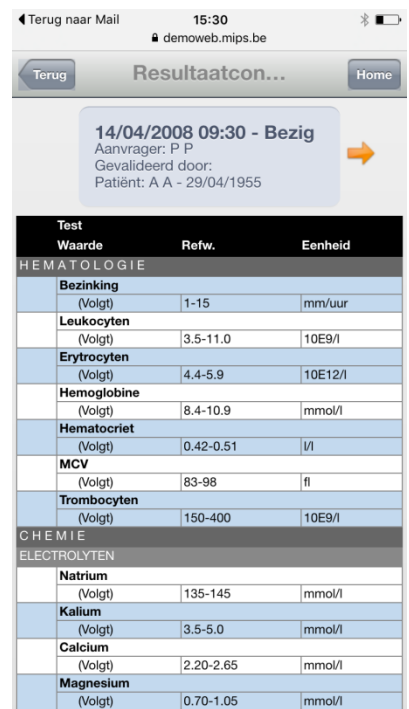 Terug naar Mail 15:30
demoweb.mips.be
Terug Resultaatcon... Home
14/04/2008 09:30 - Bezig
Aanvrager: P P
Gevalideerd door:
Patiënt: A A - 29/04/1955
Test
Waarde Refw. Eenheid
HEMATOLOGIE
Bezinking
(Volgt) 1-15 mm/uur
Leukocyten
(Volgt) 3.5-11.0 10E9/l
Erytrocyten
(Volgt) 4.4-5.9 10E12/l
Hemoglobine
(Volgt) 8.4-10.9 mmol/l
Hematocriet
(Volgt) 0.42-0.51 l/l
MCV
(Volgt) 83-98 fl
Trombocyten
(Volgt) 150-400 10E9/l
CHEMIE
ELECTROLYTEN
Natrium
(Volgt) 135-145 mmol/l
Kalium
(Volgt) 3.5-5.0 mmol/l
Calcium
(Volgt) 2.20-2.65 mmol/l
Magnesium
(Volgt) 0.70-1.05 mmol/l